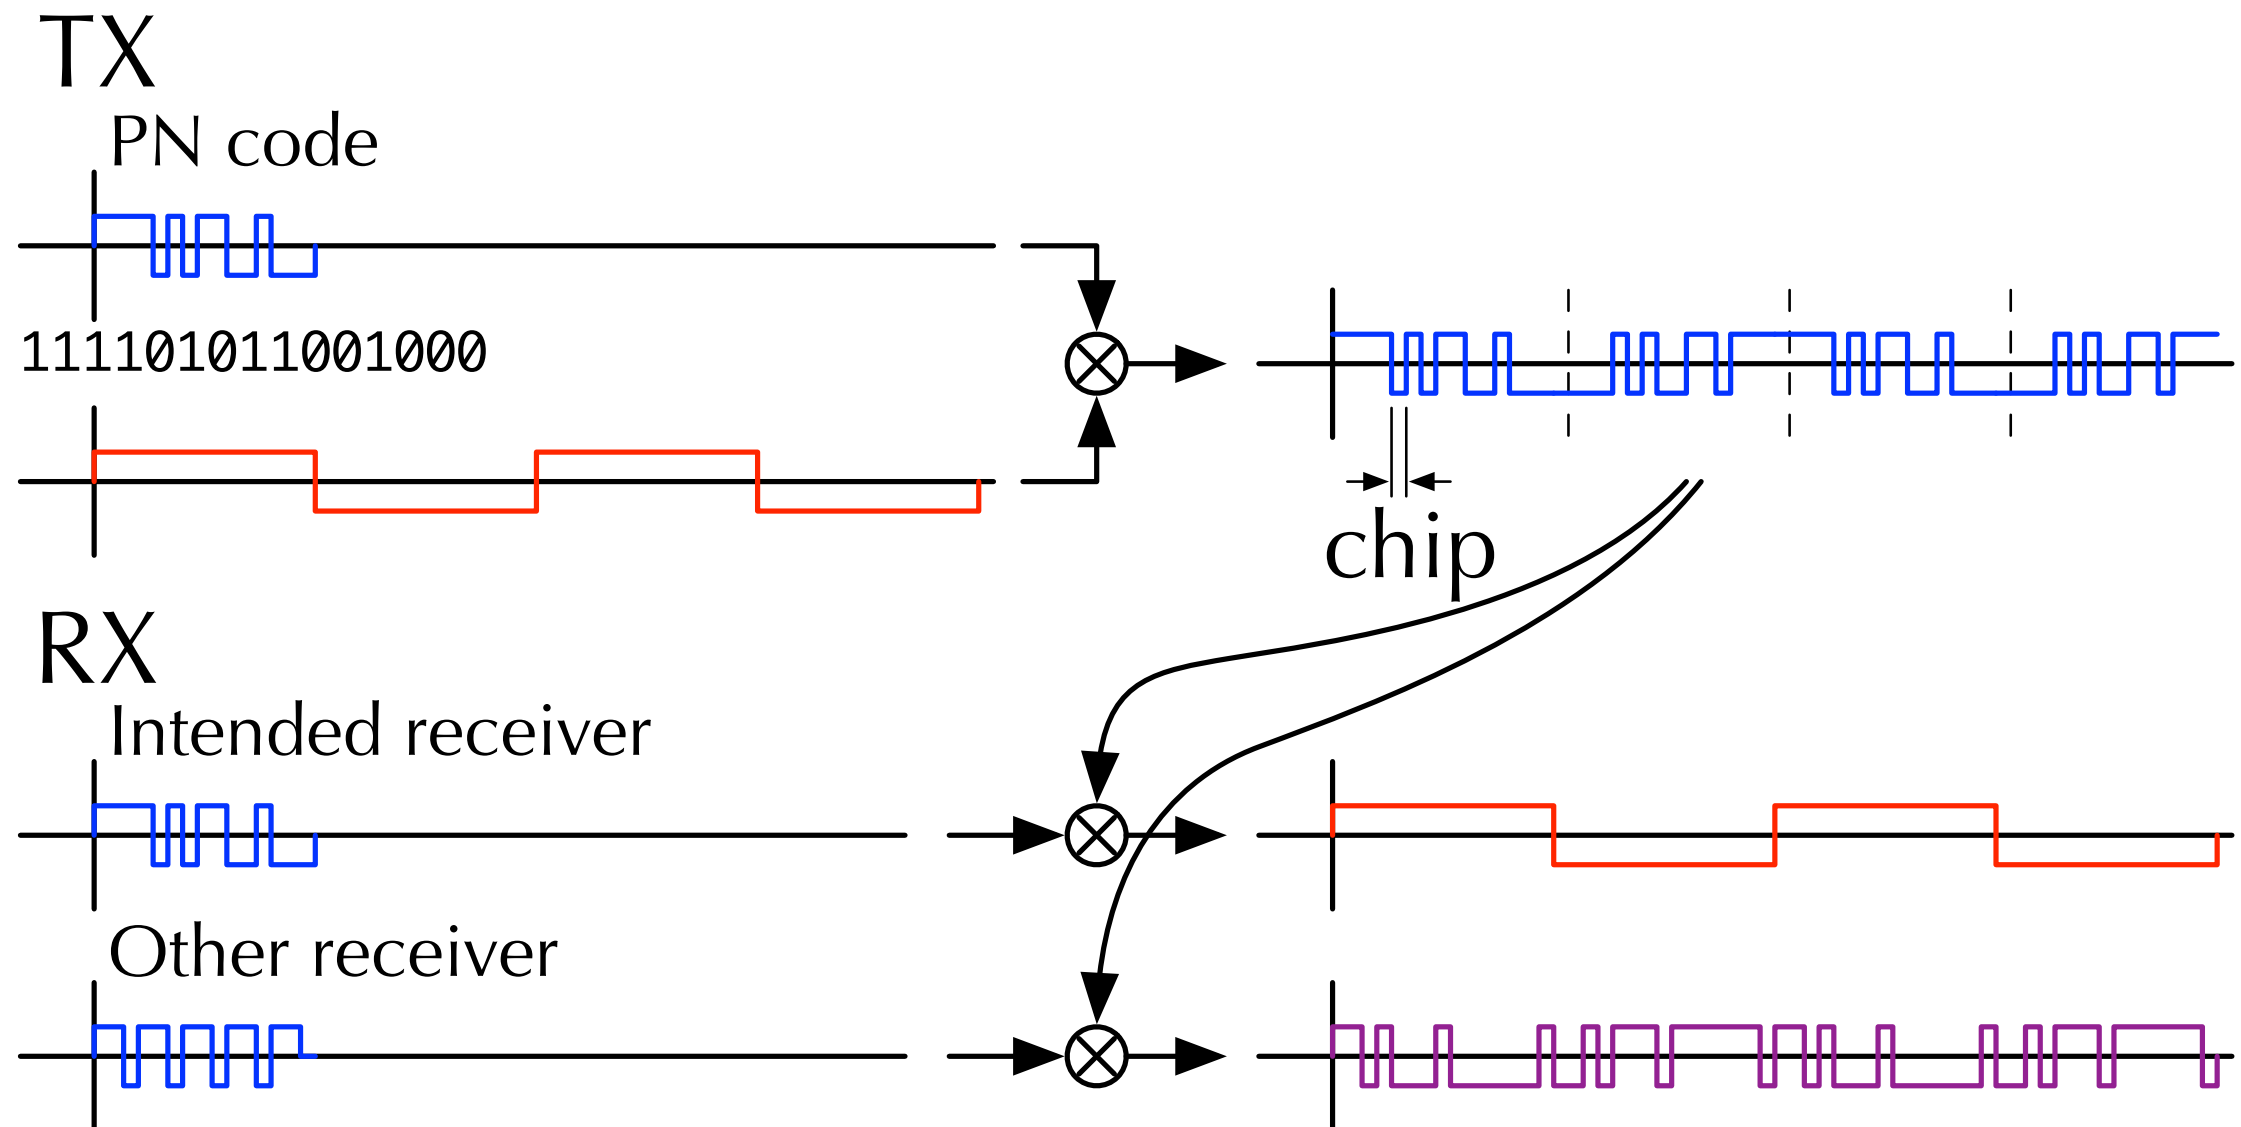 TX
PN code
111101011001000
chip
RX
Intended receiver
Other receiver